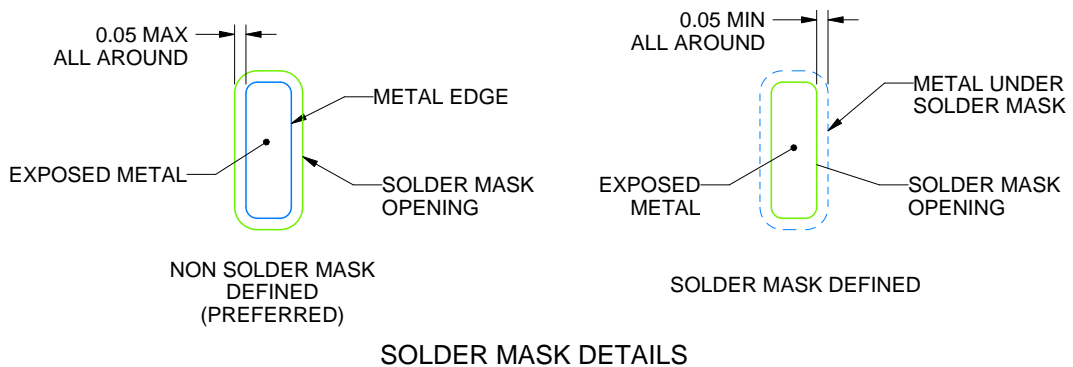 0.05 MAX
ALL AROUND
METAL EDGE
EXPOSED METAL
SOLDER MASK
OPENING
NON SOLDER MASK
DEFINED
(PREFERRED)
0.05 MIN
ALL AROUND
METAL UNDER
SOLDER MASK
EXPOSED
METAL
SOLDER MASK
OPENING
SOLDER MASK DEFINED
SOLDER MASK DETAILS